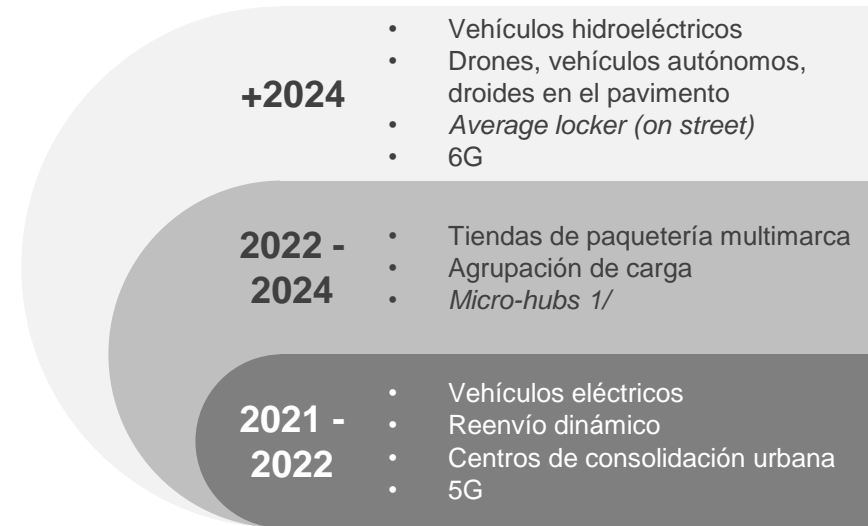 +2024
• Vehículos hidroeléctricos
• Drones, vehículos autónomos,
droides en el pavimento
• Average locker (on street)
• 6G
2022 -
2024
• Tiendas de paquetería multimarca
• Agrupación de carga
• Micro-hubs 1/
2021 -
2022
• Vehículos eléctricos
• Reenvío dinámico
• Centros de consolidación urbana
• 5G